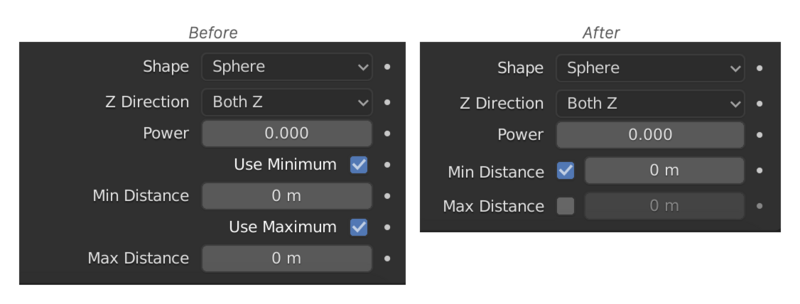 Before
Shape Sphere
Z Direction Both Z
Power 0.000
Use Minimum
Min Distance 0 m
Use Maximum
Max Distance 0 m
After
Shape Sphere
Z Direction Both Z
Power 0.000
Min Distance 0 m
Max Distance 0 m